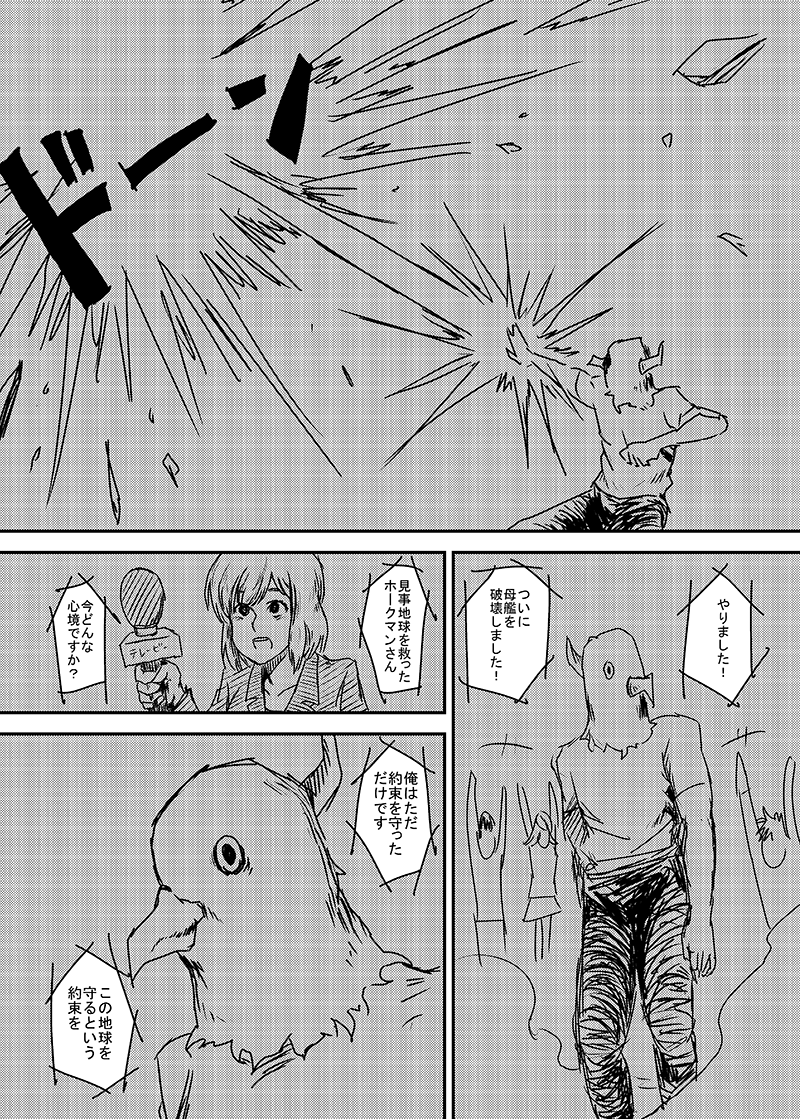 ドーン
やりました！
ついに
母艦を
破壊しました！
見事地球を救った
ホークマンさん
今どんな
心境ですか？
テレービー
俺はただ
約束を守った
だけです
この地球を
守るという
約束を